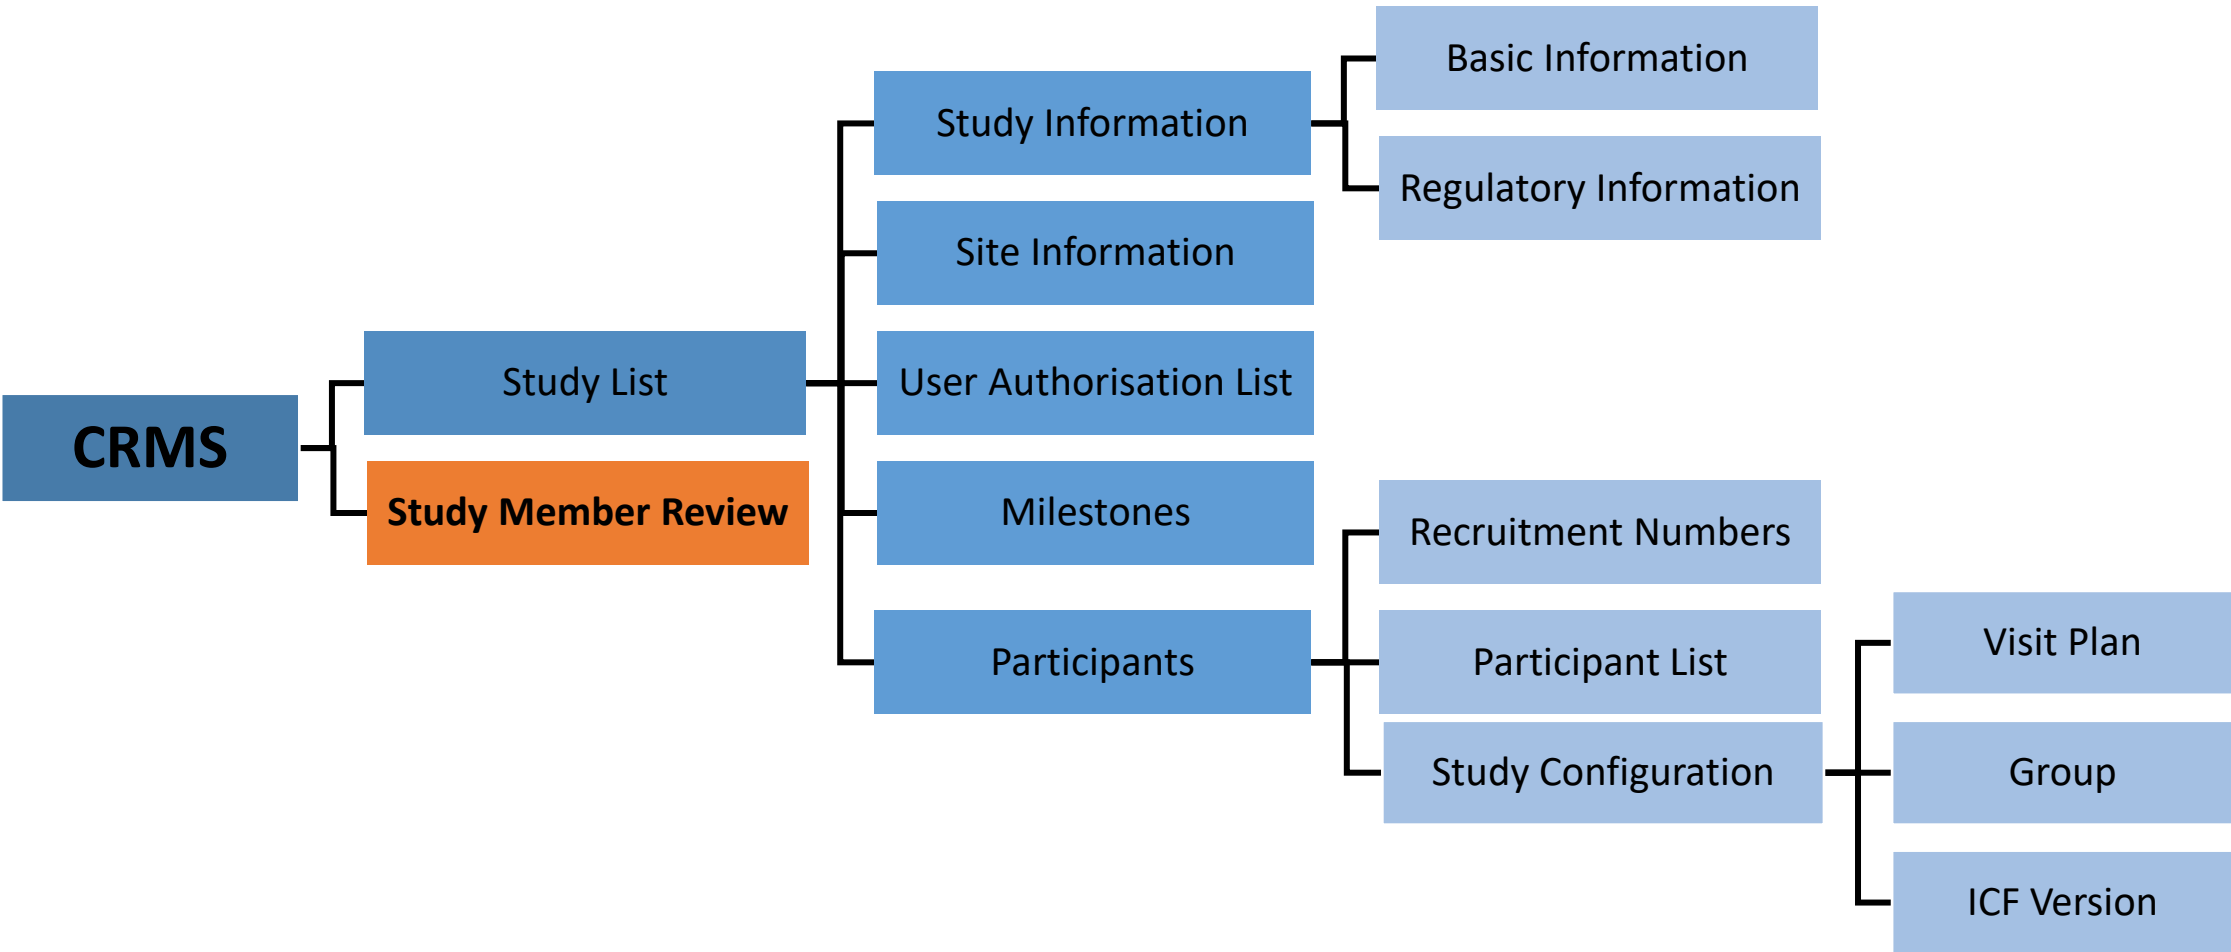 CRMS
Study List
Study Member Review
Study Information
Site Information
User Authorisation List
Milestones
Participants
Basic Information
Regulatory Information
Recruitment Numbers
Participant List
Study Configuration
Visit Plan
Group
ICF Version